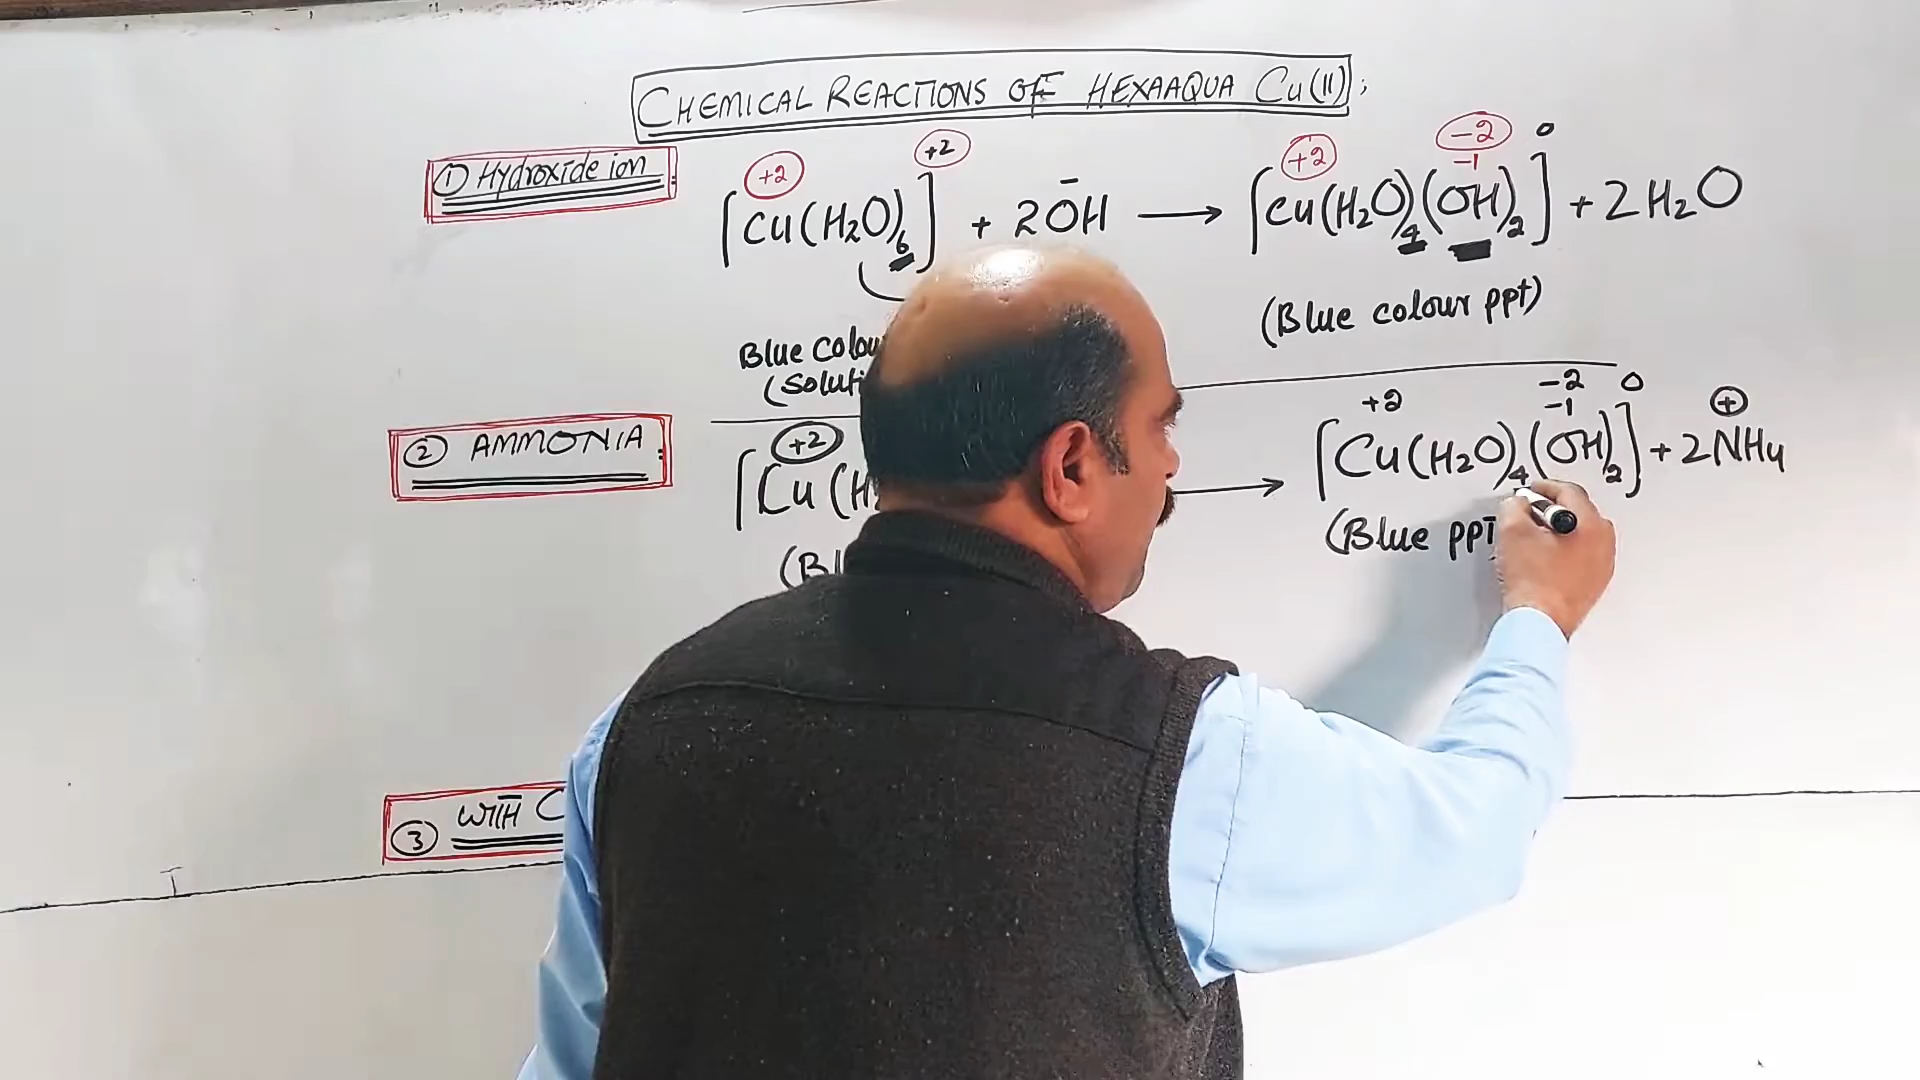 CHEMICAL REACTIONS OF HEXAAQUA Cu(II);
① Hydroxide ion :
+2 +2 +2 -2 0
-1
[Cu(H₂O)₆] + 2OH⁻ → [Cu(H₂O)₄(OH)₂] + 2H₂O
Blue Colou (Blue colour ppt)
(Soluti
② AMMONIA :
+2 +2 -2 0 +
-1
[Cu(H → [Cu(H₂O)₄(OH)₂] + 2NH₄
(Bl (Blue ppt
③ WITH C